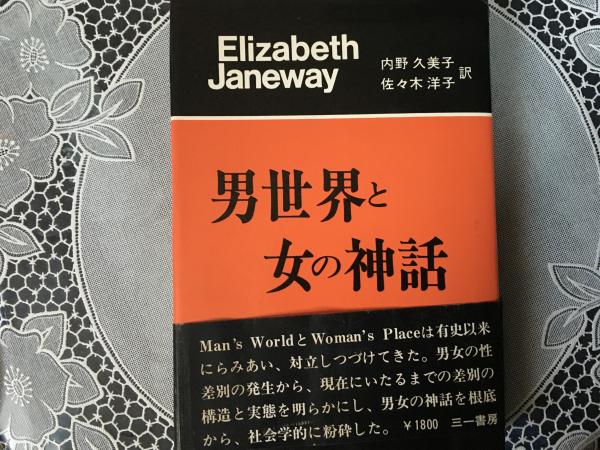 Elizabeth
Janeway
内野 久美子
佐々木 洋子
訳
男世界と
女の神話
Man's WorldとWoman's Placeは有史以来
にらみあい、対立しつづけてきた。男女の性
差別の発生から、現在にいたるまでの差別の
構造と実態を明らかにし、男女の神話を根底
から、社会学的に粉砕した。 ¥1800 三一書房